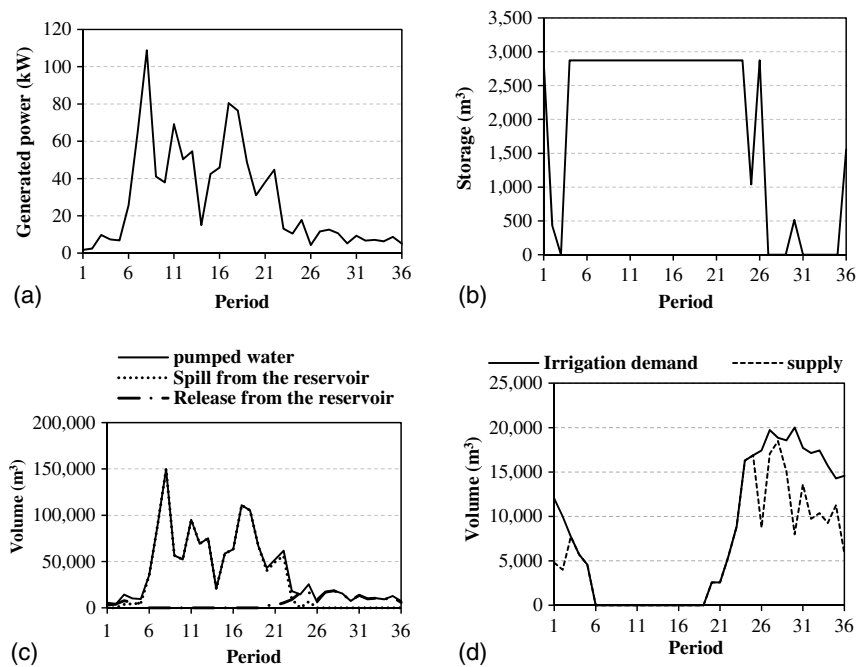 120
100
80
60
40
20
0
Generated power (kW)
1 6 11 16 21 26 31 36
Period
(a)
3,500
3,000
2,500
2,000
1,500
1,000
500
0
Storage (m³)
1 6 11 16 21 26 31 36
Period
(b)
pumped water
Spill from the reservoir
Release from the reservoir
200,000
150,000
100,000
50,000
0
Volume (m³)
1 6 11 16 21 26 31 36
Period
(c)
Irrigation demand supply
25,000
20,000
15,000
10,000
5,000
0
Volume (m³)
1 6 11 16 21 26 31 36
Period
(d)